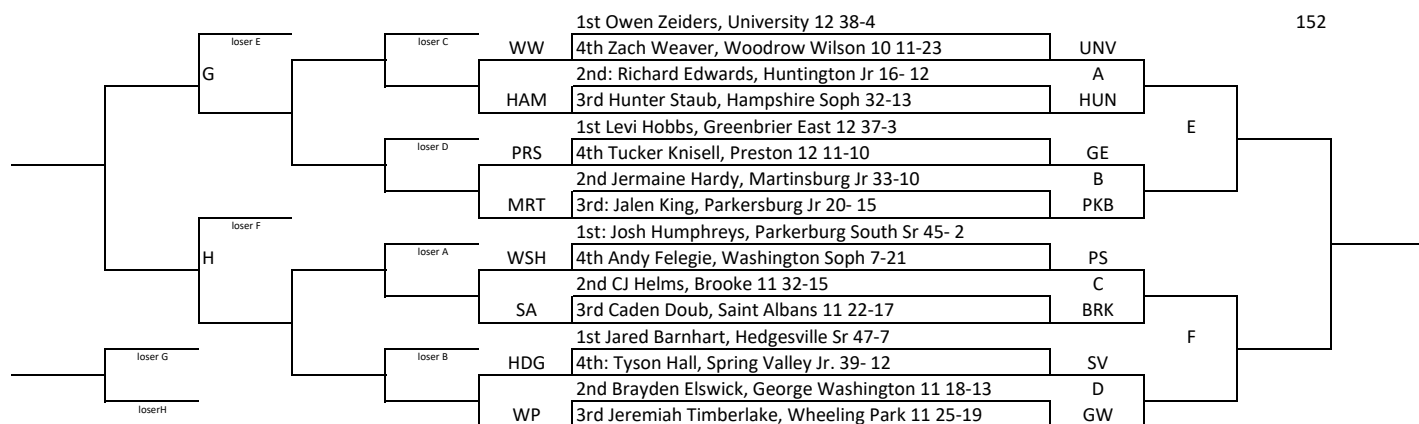 1st Owen Zeiders, University 12 38-4 152
loser E loser C WW 4th Zach Weaver, Woodrow Wilson 10 11-23 UNV
G 2nd: Richard Edwards, Huntington Jr 16- 12 A
HAM 3rd Hunter Staub, Hampshire Soph 32-13 HUN
1st Levi Hobbs, Greenbrier East 12 37-3 E
loser D PRS 4th Tucker Knisell, Preston 12 11-10 GE
2nd Jermaine Hardy, Martinsburg Jr 33-10 B
MRT 3rd: Jalen King, Parkersburg Jr 20- 15 PKB
loser F 1st: Josh Humphreys, Parkerburg South Sr 45- 2
H loser A WSH 4th Andy Felegie, Washington Soph 7-21 PS
2nd CJ Helms, Brooke 11 32-15 C
SA 3rd Caden Doub, Saint Albans 11 22-17 BRK
1st Jared Barnhart, Hedgesville Sr 47-7 F
loser G loser B HDG 4th: Tyson Hall, Spring Valley Jr. 39- 12 SV
2nd Brayden Elswick, George Washington 11 18-13 D
loserH WP 3rd Jeremiah Timberlake, Wheeling Park 11 25-19 GW